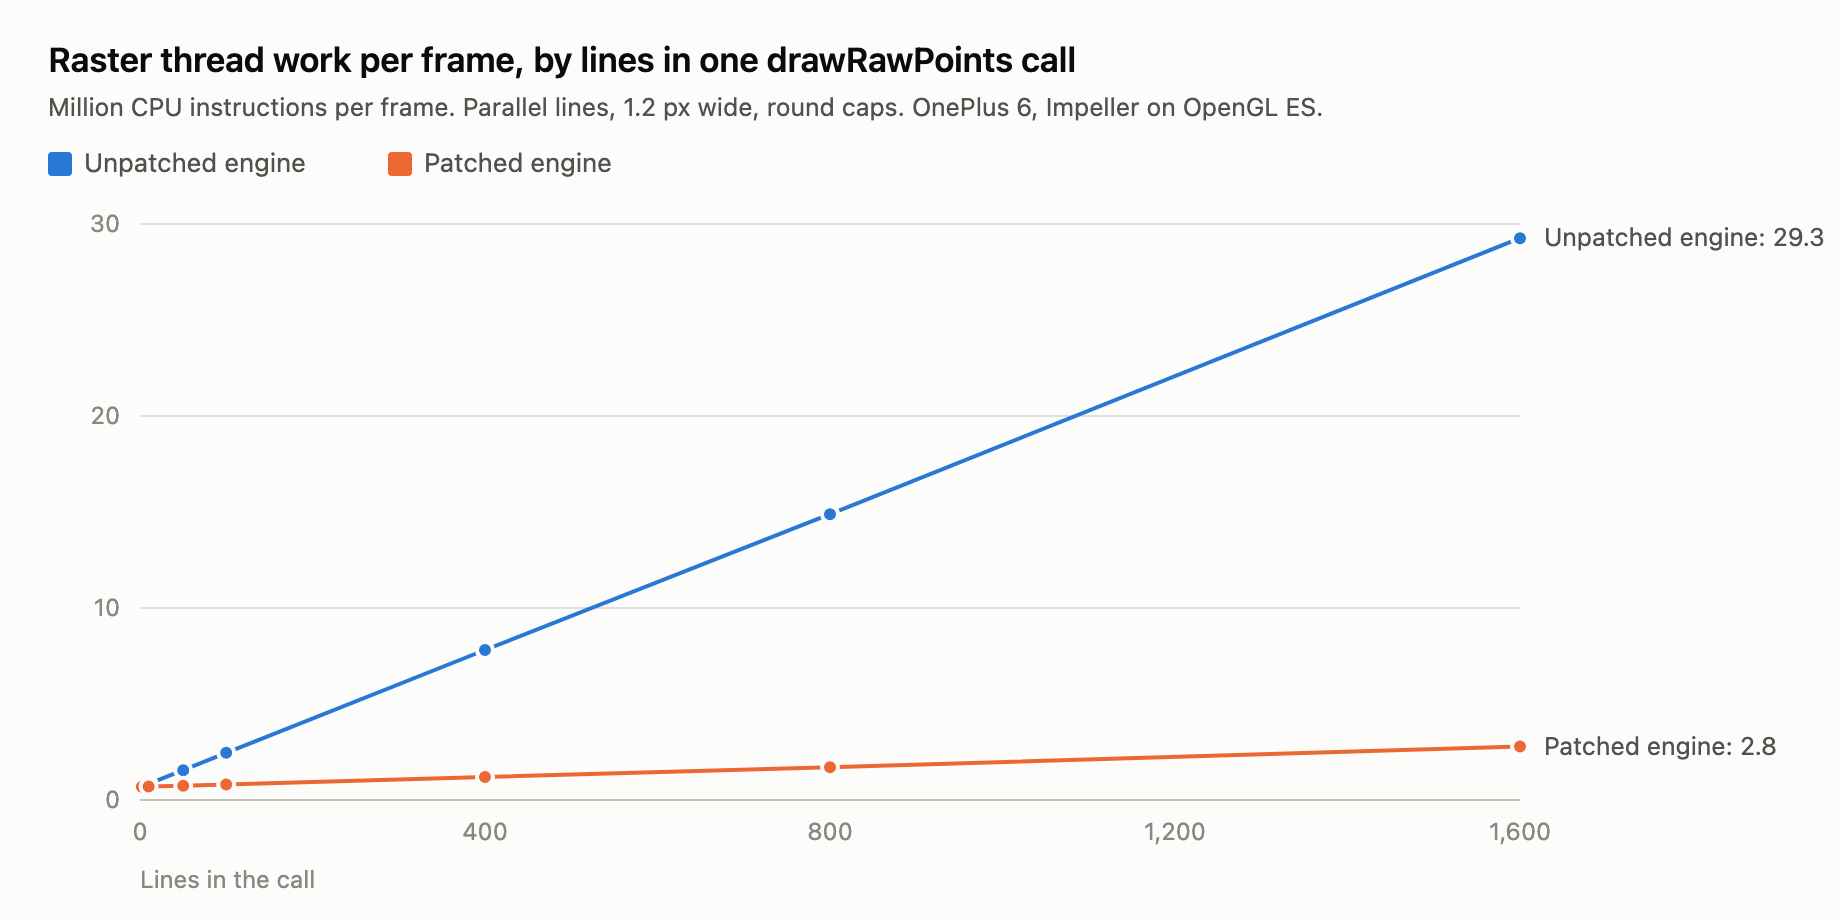 Raster thread work per frame, by lines in one drawRawPoints call
Million CPU instructions per frame. Parallel lines, 1.2 px wide, round caps. OnePlus 6, Impeller on OpenGL ES.
Unpatched engine
Patched engine
30
Unpatched engine: 29.3
20
10
Patched engine: 2.8
0
0
400
800
1,200
1,600
Lines in the call